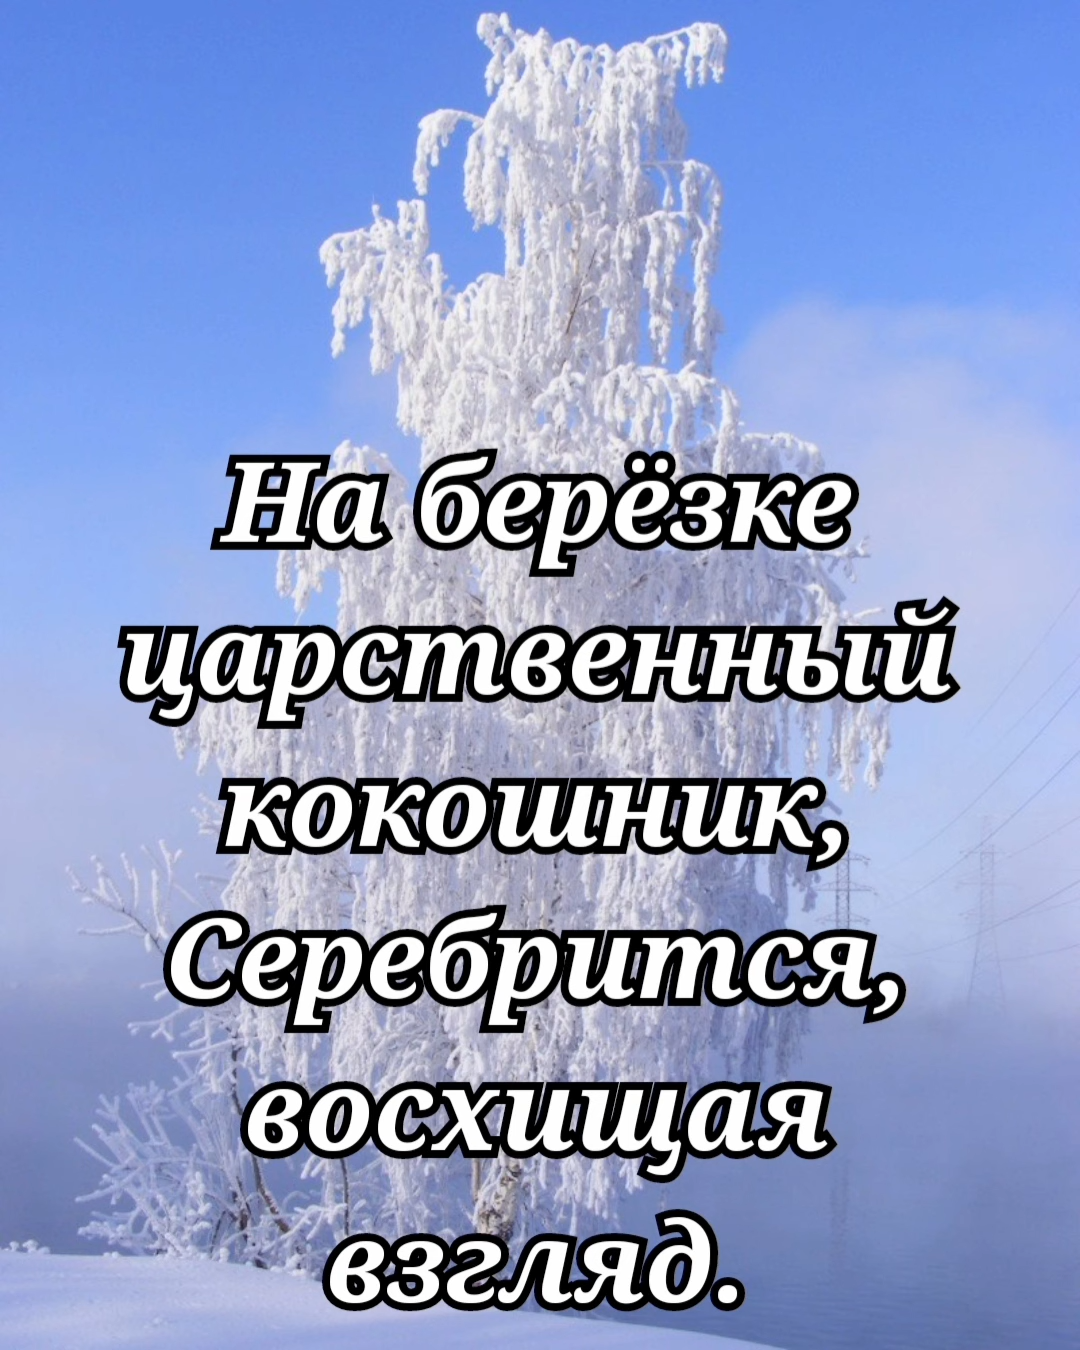 На берёзке
царственный
кокошник,
Серебрится,
восхищая
взгляд.